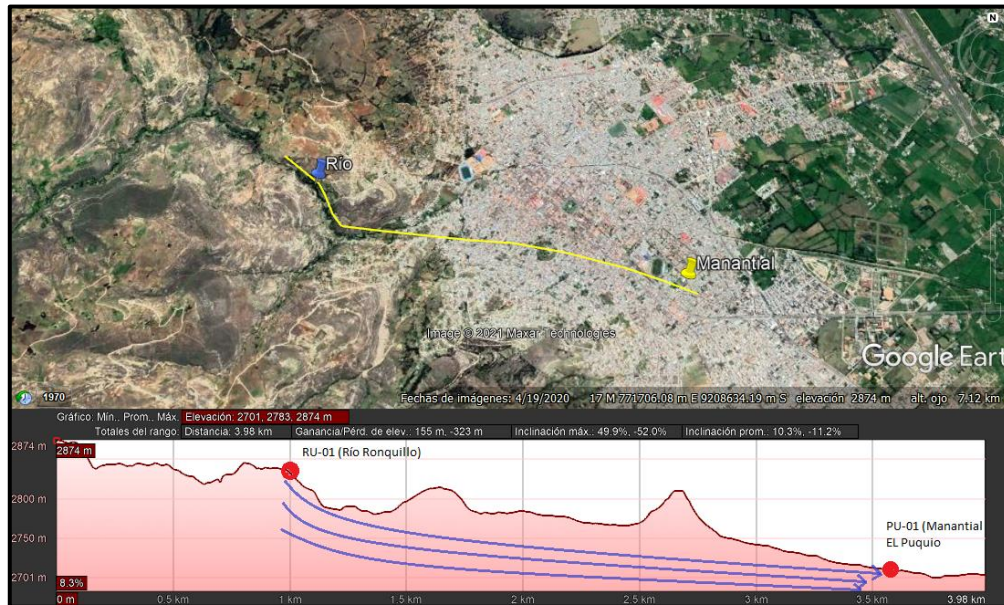 N
Río
Manantial
Image © 2021 Maxar Technologies
Google Eart
1970
Fechas de imágenes: 4/19/2020 17 M 771706.08 m E 9208634.19 m S elevación 2874 m alt. ojo 7.12 km
Gráfico: Mín., Prom., Máx. Elevación: 2701, 2783, 2874 m
Totales del rango: Distancia: 3.98 km Ganancia/Pérd. de elev.: 155 m, -323 m Inclinación máx.: 49.9%, -52.0% Inclinación prom.: 10.3%, -11.2%
2874 m
2874 m
RU-01 (Río Ronquillo)
2800 m
2750 m
PU-01 (Manantial
EL Puquio
2701 m
8.3%
0 m 0.5 km 1 km 1.5 km 2 km 2.5 km 3 km 3.5 km 3.98 km